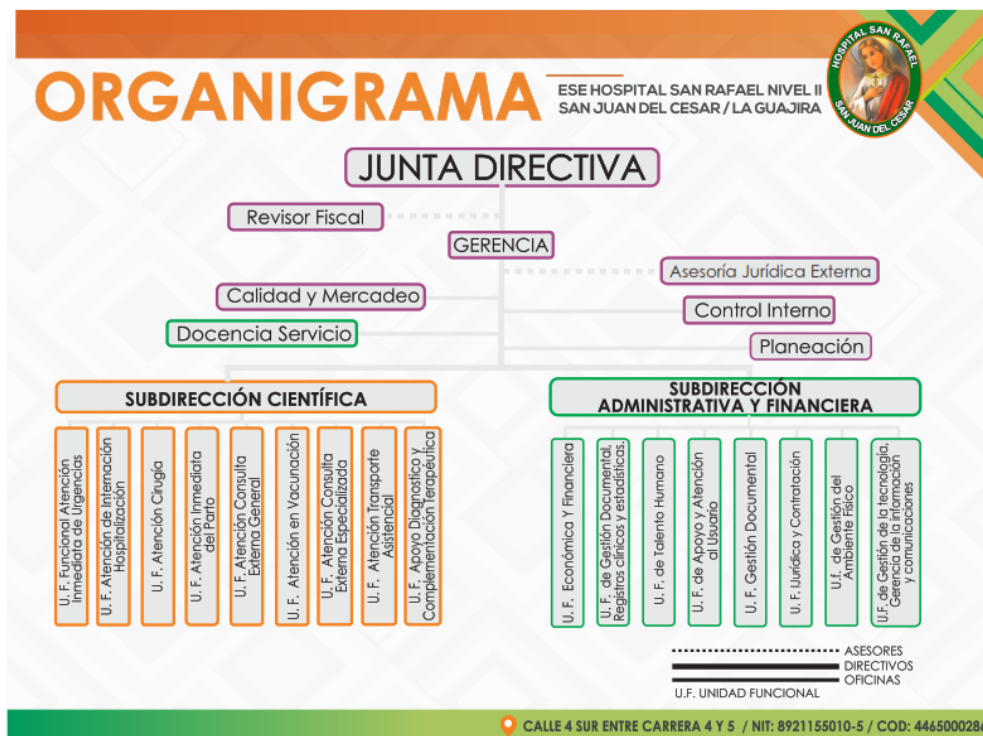 ORGANIGRAMA
ESE HOSPITAL SAN RAFAEL NIVEL II
SAN JUAN DEL CESAR / LA GUAJIRA
HOSPITAL SAN RAFAEL
SAN JUAN DEL CESAR
JUNTA DIRECTIVA
Revisor Fiscal
GERENCIA
Asesoría Jurídica Externa
Calidad y Mercadeo
Control Interno
Docencia Servicio
Planeación
SUBDIRECCIÓN CIENTÍFICA
SUBDIRECCIÓN
ADMINISTRATIVA Y FINANCIERA
U. F. Funcional Atención
Inmediata de Urgencias
U. F. Atención de Internación
Hospitalización
U. F. Atención Cirugía
U. F. Atención Inmediata
del Parto
U. F. Atención Consulta
Externa General
U. F. Atención en Vacunación
U. F. Atención Consulta
Externa Especializada
U. F. Atención Transporte
Asistencial
U. F. Apoyo Diagnostico y
Complementación Terapéutica
U. F. Económica Y Financiera
U. F. de Gestión Documental,
Registros clínicos y estadísticas.
U. F. de Talento Humano
U. F. de Apoyo y Atención
al Usuario
U. F. Gestión Documental
U. F. IJurídica y Contratación
U.f. de Gestión del
Ambiente Físico
U.F. de Gestión de la tecnología,
Gerencia de la información
y comunicaciones
ASESORES
DIRECTIVOS
OFICINAS
U.F. UNIDAD FUNCIONAL
CALLE 4 SUR ENTRE CARRERA 4 Y 5 / NIT: 8921155010-5 / COD: 4465000286